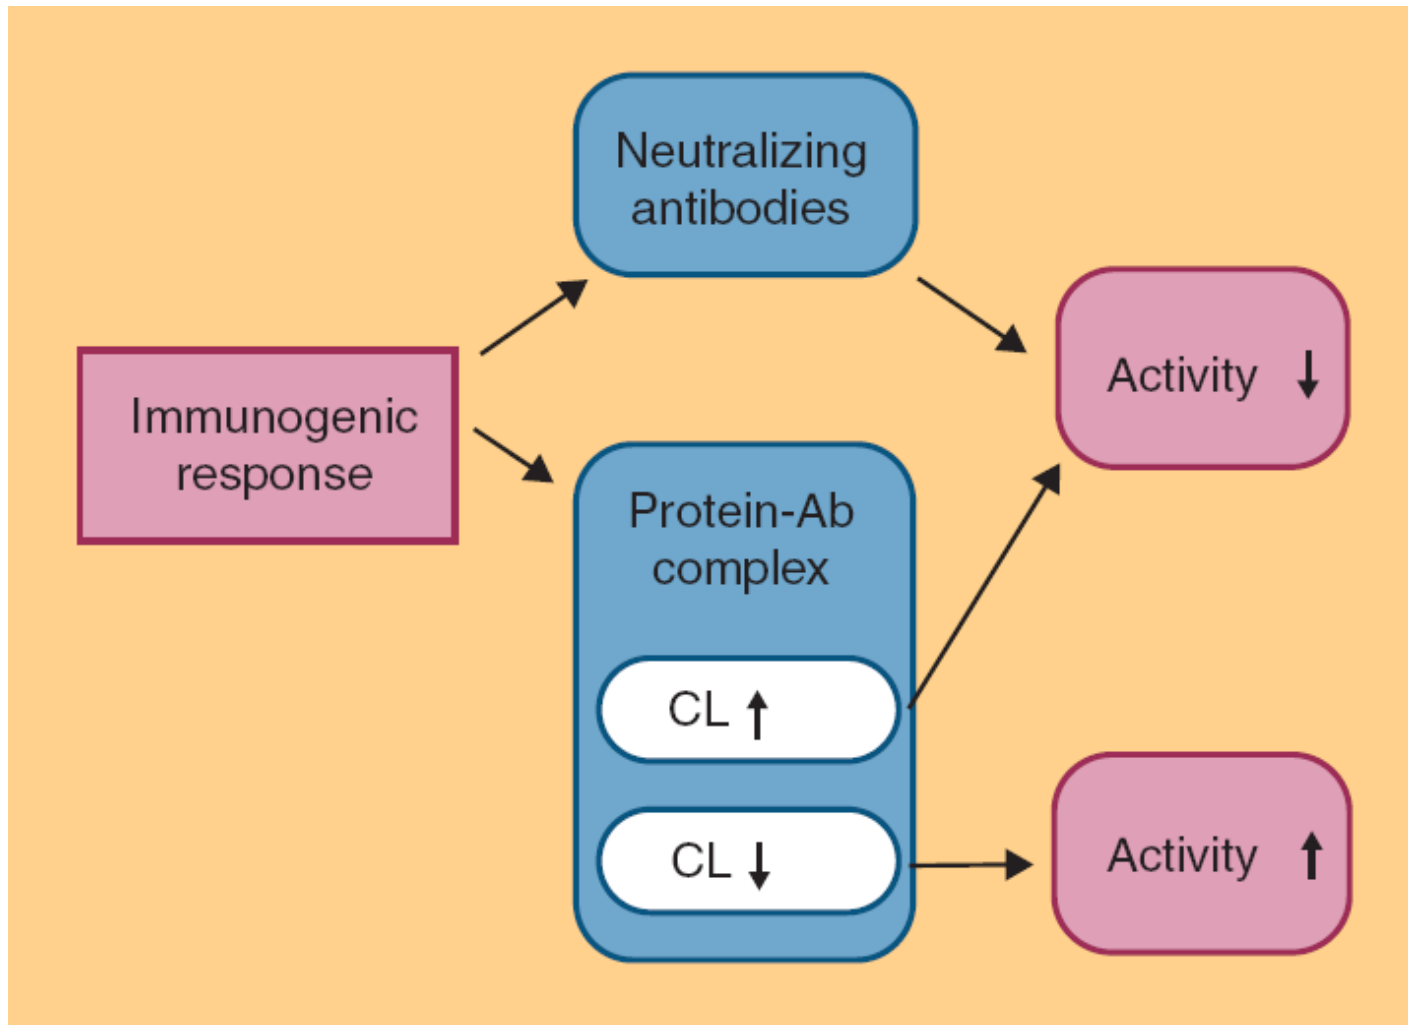 Neutralizing
antibodies
Immunogenic
response
Activity ↓
Protein-Ab
complex
CL ↑
CL ↓
Activity ↑